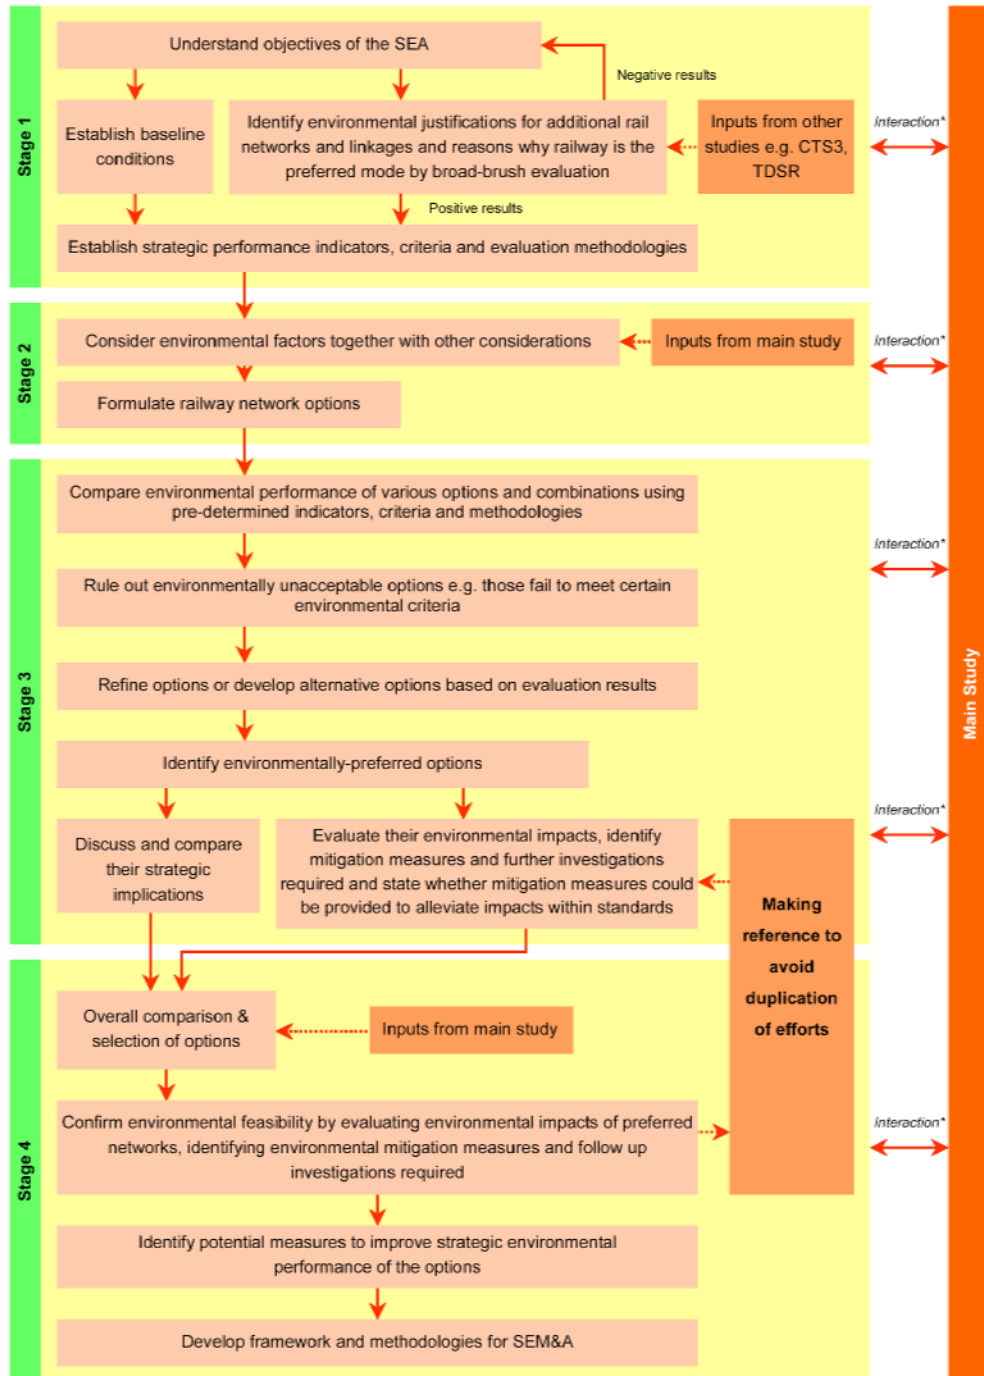 Stage 1
Understand objectives of the SEA
Negative results
Establish baseline
conditions
Identify environmental justifications for additional rail
networks and linkages and reasons why railway is the
preferred mode by broad-brush evaluation
Inputs from other
studies e.g. CTS3,
TDSR
Interaction*
Positive results
Establish strategic performance indicators, criteria and evaluation methodologies
Stage 2
Consider environmental factors together with other considerations
Inputs from main study
Interaction*
Formulate railway network options
Stage 3
Compare environmental performance of various options and combinations using
pre-determined indicators, criteria and methodologies
Interaction*
Rule out environmentally unacceptable options e.g. those fail to meet certain
environmental criteria
Refine options or develop alternative options based on evaluation results
Identify environmentally-preferred options
Discuss and compare
their strategic
implications
Evaluate their environmental impacts, identify
mitigation measures and further investigations
required and state whether mitigation measures could
be provided to alleviate impacts within standards
Interaction*
Making
reference to
avoid
duplication
of efforts
Main Study
Stage 4
Overall comparison &
selection of options
Inputs from main study
Confirm environmental feasibility by evaluating environmental impacts of preferred
networks, identifying environmental mitigation measures and follow up
investigations required
Interaction*
Identify potential measures to improve strategic environmental
performance of the options
Develop framework and methodologies for SEM&A